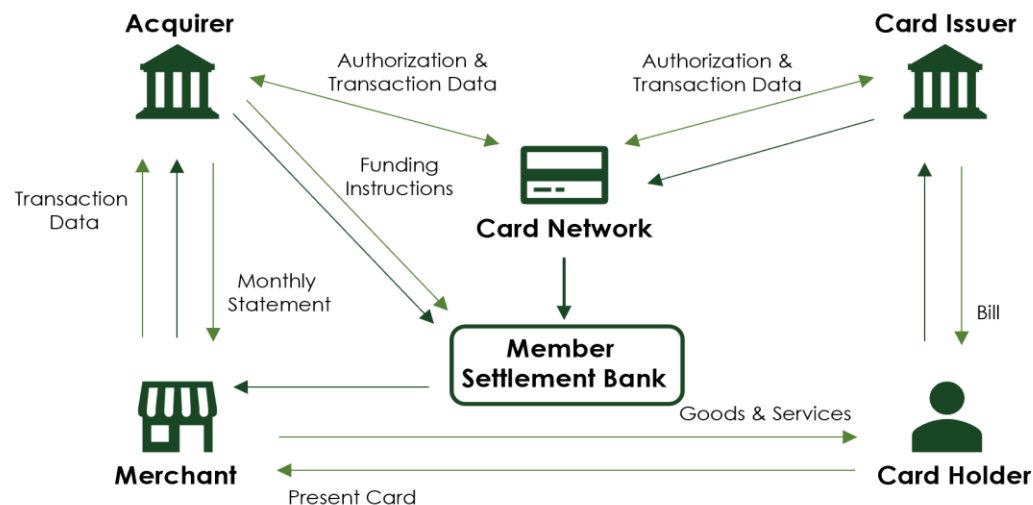 Acquirer
Card Issuer
Authorization &
Transaction Data
Authorization &
Transaction Data
Funding
Instructions
Transaction
Data
Card Network
Monthly
Statement
Bill
Member
Settlement Bank
Goods & Services
Merchant
Card Holder
Present Card